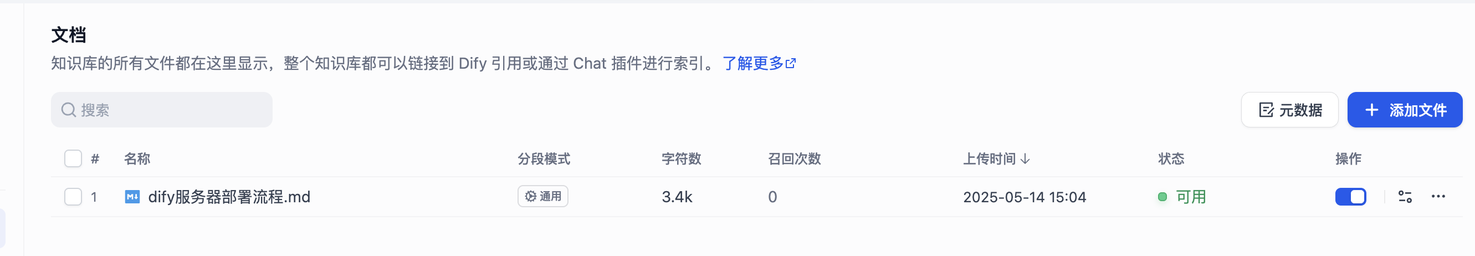 文档
知识库的所有文件都在这里显示，整个知识库都可以链接到 Dify 引用或通过 Chat 插件进行索引。 了解更多
搜索 元数据 + 添加文件
# 名称 分段模式 字符数 召回次数 上传时间 ↓ 状态 操作
1 M↓ dify服务器部署流程.md 通用 3.4k 0 2025-05-14 15:04 可用 ...